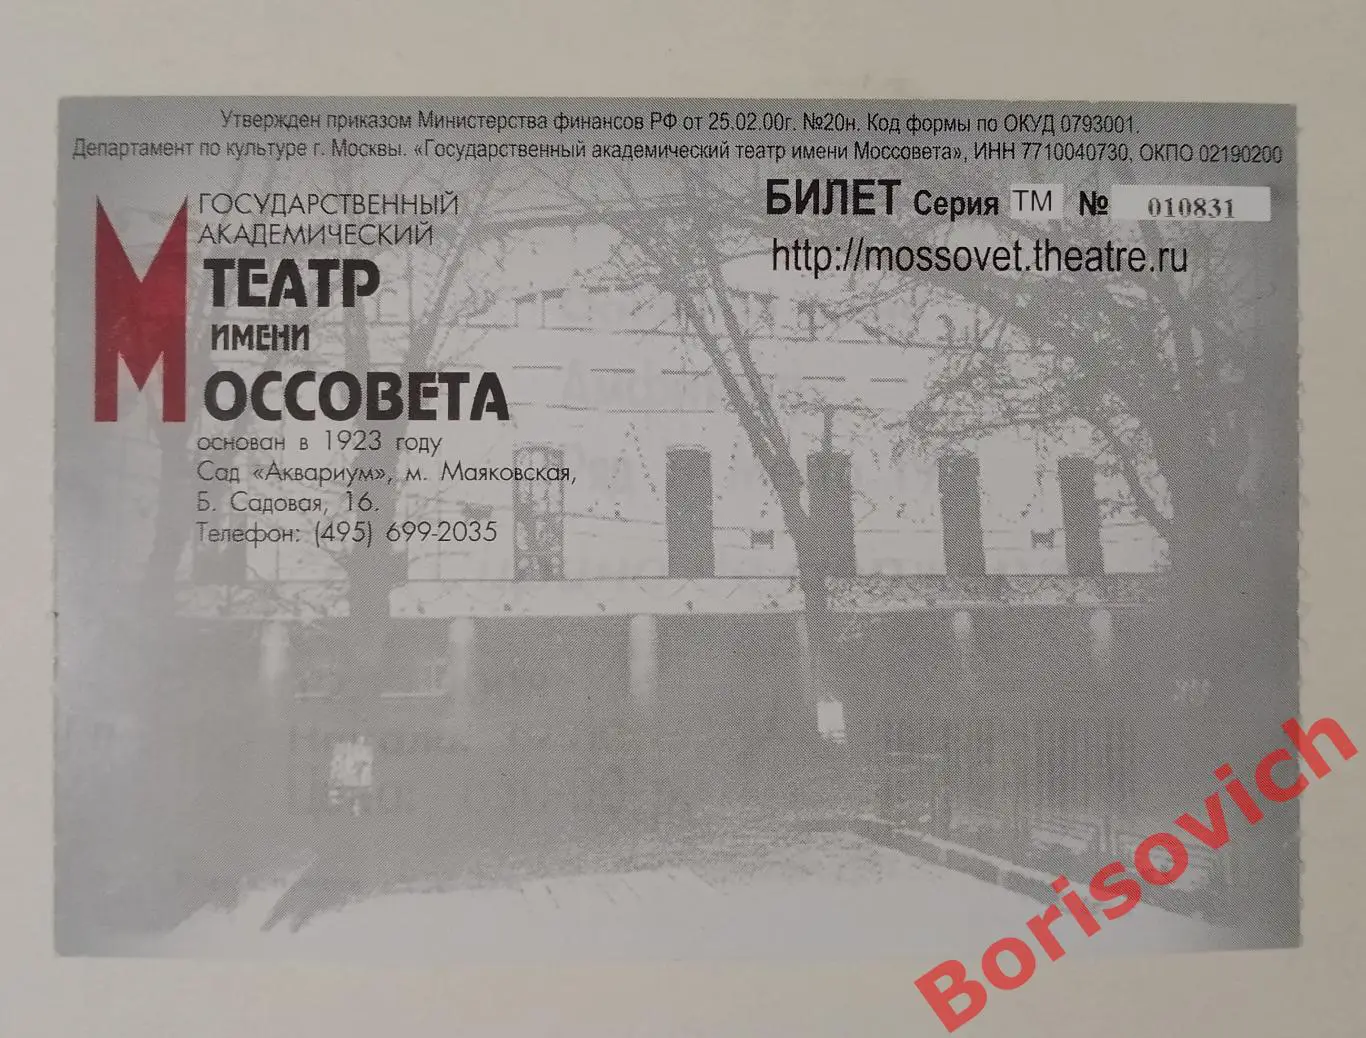 Утвержден приказом Министерства финансов РФ от 25.02.00г. №20н. Код формы по ОКУД 0793001.
Департамент по культуре г. Москвы. «Государственный академический театр имени Моссовета», ИНН 7710040730, ОКПО 02190200
БИЛЕТ Серия ТМ № 010831
http://mossovet.theatre.ru
М
ГОСУДАРСТВЕННЫЙ
АКАДЕМИЧЕСКИЙ
ТЕАТР
ИМЕНИ
МОССОВЕТА
основан в 1923 году
Сад «Аквариум», м. Маяковская,
Б. Садовая, 16.
Телефон: (495) 699-2035
Borisovich